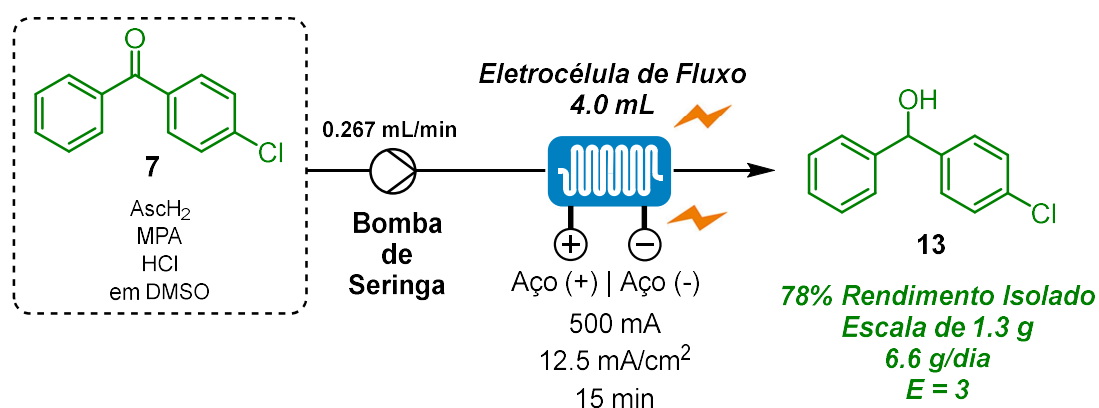 O
Cl
7
AscH₂
MPA
HCl
em DMSO
0.267 mL/min
Bomba
de
Seringa
Eletrocélula de Fluxo
4.0 mL
+ −
Aço (+) | Aço (-)
500 mA
12.5 mA/cm²
15 min
OH
Cl
13
78% Rendimento Isolado
Escala de 1.3 g
6.6 g/dia
E = 3